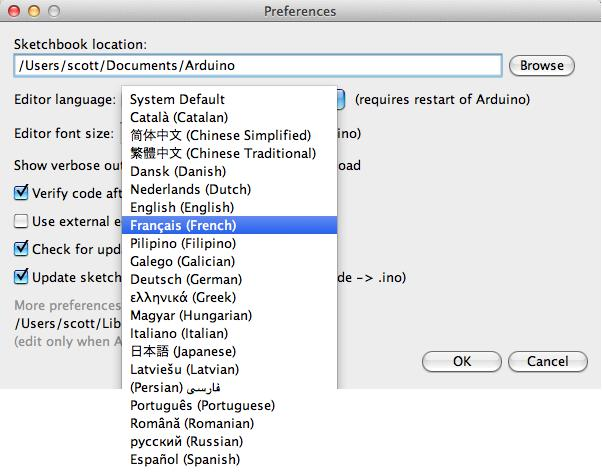 Preferences
Sketchbook location:
/Users/scott/Documents/Arduino
Browse
Editor language:
(requires restart of Arduino)
Editor font size:
ino)
Show verbose out
oad
Verify code aft
Use external e
Check for upd
Update sketch
de -> .ino)
More preferences
/Users/scott/Lib
(edit only when A
System Default
Català (Catalan)
简体中文 (Chinese Simplified)
繁體中文 (Chinese Traditional)
Dansk (Danish)
Nederlands (Dutch)
English (English)
Français (French)
Pilipino (Filipino)
Galego (Galician)
Deutsch (German)
ελληνικά (Greek)
Magyar (Hungarian)
Italiano (Italian)
日本語 (Japanese)
Latviešu (Latvian)
(Persian) فارسی
Português (Portuguese)
Română (Romanian)
русский (Russian)
Español (Spanish)
OK
Cancel